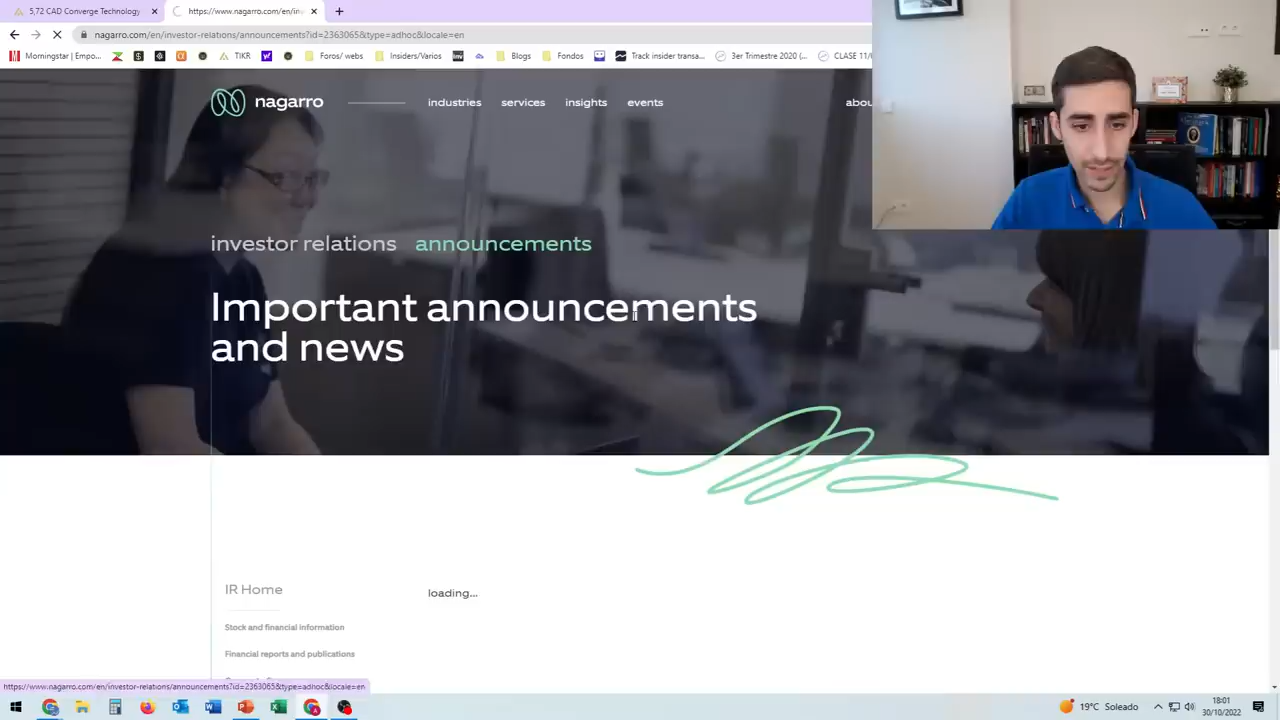 5,72 CAD Converge Technology
https://www.nagarro.com/en/inv
nagarro.com/en/investor-relations/announcements?id=2363065&type=adhoc&locale=en
Morningstar | Empo...
TIKR
Foros/ webs
Insiders/Varios
Blogs
Fondos
Track insider transa...
3er Trimestre 2020 (...
CLASE 11/
nagarro
industries
services
insights
events
abou
investor relations announcements
Important announcements
and news
IR Home
loading...
Stock and financial information
Financial reports and publications
https://www.nagarro.com/en/investor-relations/announcements?id=2363065&type=adhoc&locale=en
19°C Soleado
18:01
30/10/2022